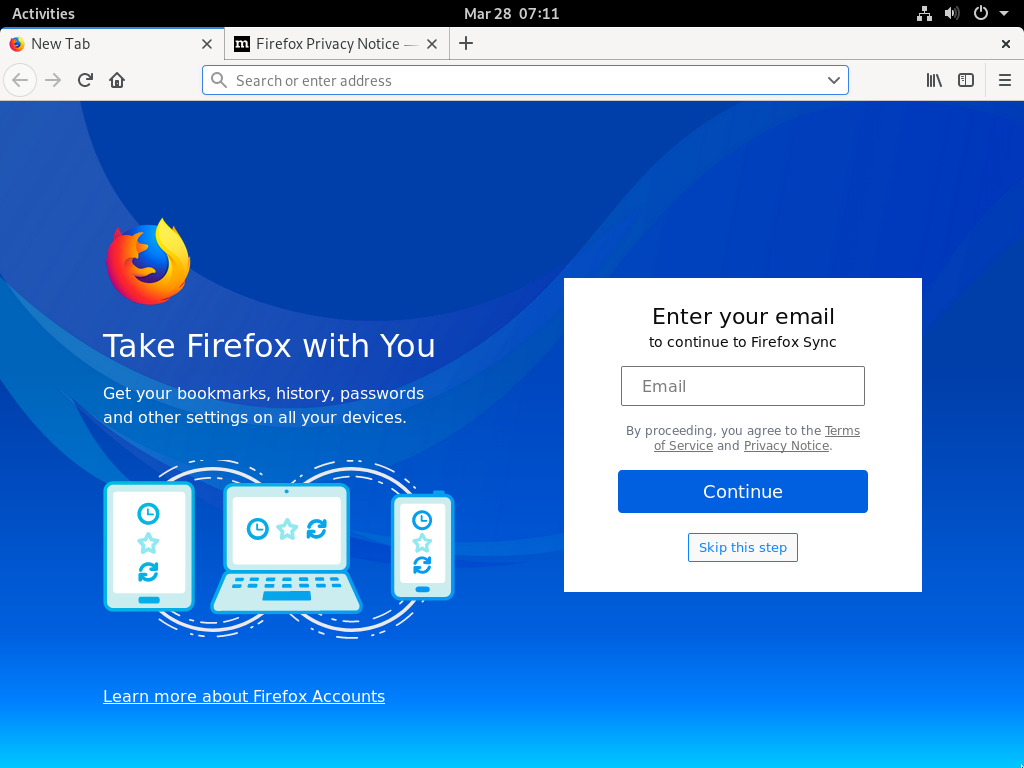 Activities
Mar 28 07:11
New Tab
m
Firefox Privacy Notice —
Search or enter address
Take Firefox with You
Get your bookmarks, history, passwords
and other settings on all your devices.
Learn more about Firefox Accounts
Enter your email
to continue to Firefox Sync
Email
By proceeding, you agree to the Terms
of Service and Privacy Notice.
Continue
Skip this step